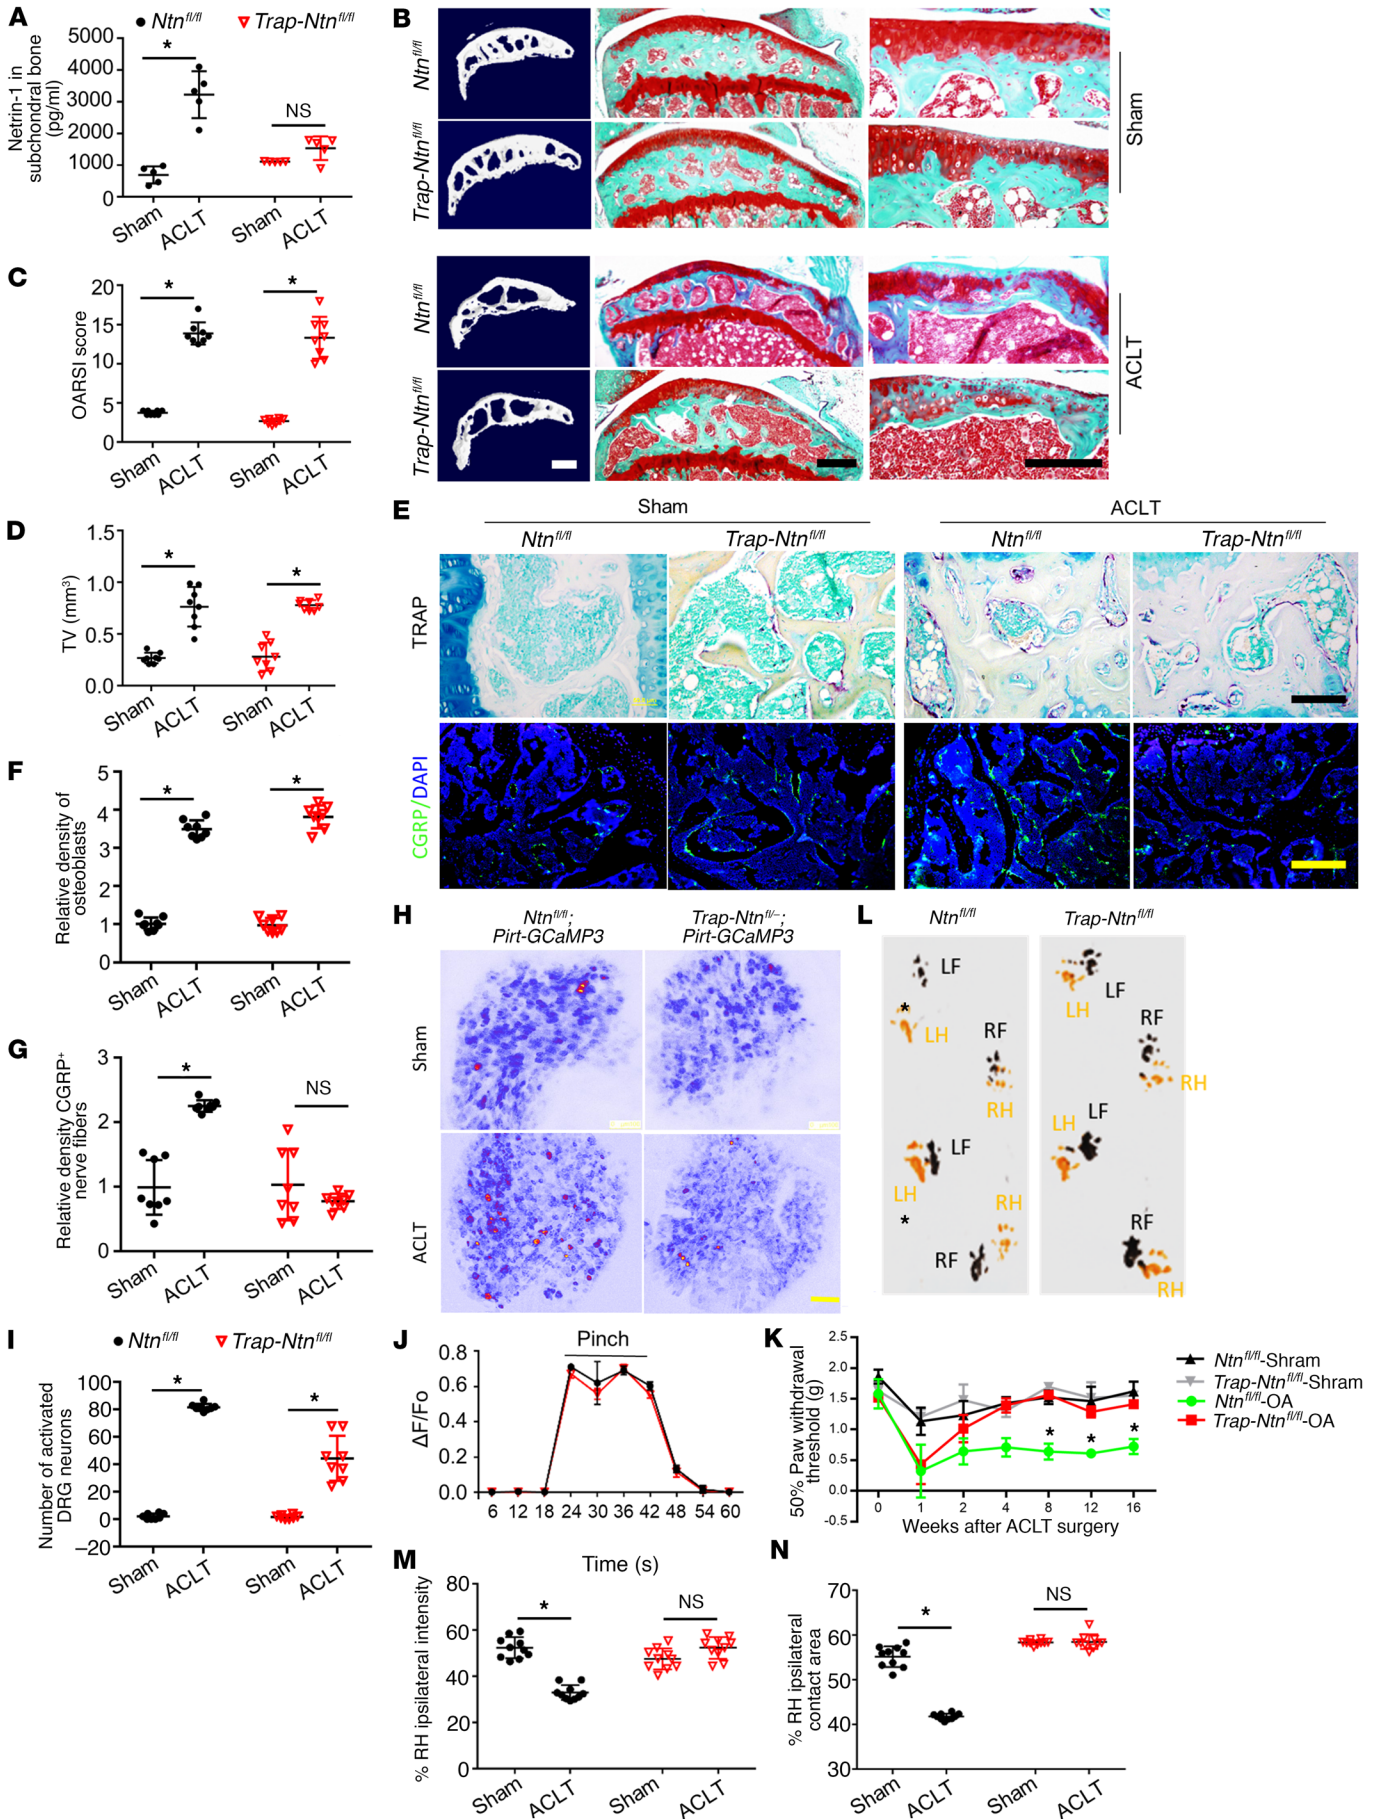 A
Ntn^fl/fl
Trap-Ntn^fl/fl
Netrin-1 in
subchondral bone
(pg/ml)
5000
4000
3000
2000
1000
0
*
NS
Sham
ACLT
Sham
ACLT
B
Ntn^fl/fl
Trap-Ntn^fl/fl
Sham
Ntn^fl/fl
Trap-Ntn^fl/fl
ACLT
C
OARSI score
20
15
10
5
0
*
*
Sham
ACLT
Sham
ACLT
D
TV (mm³)
1.5
1.0
0.5
0.0
*
*
Sham
ACLT
Sham
ACLT
E
Sham
ACLT
Ntn^fl/fl
Trap-Ntn^fl/fl
Ntn^fl/fl
Trap-Ntn^fl/fl
TRAP
CGRP/DAPI
F
Relative density of
osteoblasts
5
4
3
2
1
0
*
*
Sham
ACLT
Sham
ACLT
G
Relative density CGRP⁺
nerve fibers
3
2
1
0
*
NS
Sham
ACLT
Sham
ACLT
H
Ntn^fl/fl;
Pirt-GCaMP3
Trap-Ntn^fl/–;
Pirt-GCaMP3
Sham
ACLT
L
Ntn^fl/fl
Trap-Ntn^fl/fl
LF
*
LH
RF
RH
LF
LH
RH
*
RF
LF
LH
RF
RH
LF
LH
RF
RH
I
Ntn^fl/fl
Trap-Ntn^fl/fl
Number of activated
DRG neurons
100
80
60
40
20
0
–20
*
*
Sham
ACLT
Sham
ACLT
J
Pinch
ΔF/Fo
0.8
0.6
0.4
0.2
0.0
6 12 18 24 30 36 42 48 54 60
Time (s)
K
50% Paw withdrawal
threshold (g)
2.5
2.0
1.5
1.0
0.5
0.0
-0.5
* * *
0 1 2 4 8 12 16
Weeks after ACLT surgery
Ntn^fl/fl-Shram
Trap-Ntn^fl/fl-Shram
Ntn^fl/fl-OA
Trap-Ntn^fl/fl-OA
M
% RH ipsilateral intensity
80
60
40
20
0
*
NS
Sham
ACLT
Sham
ACLT
N
% RH ipsilateral
contact area
70
60
50
40
30
*
NS
Sham
ACLT
Sham
ACLT